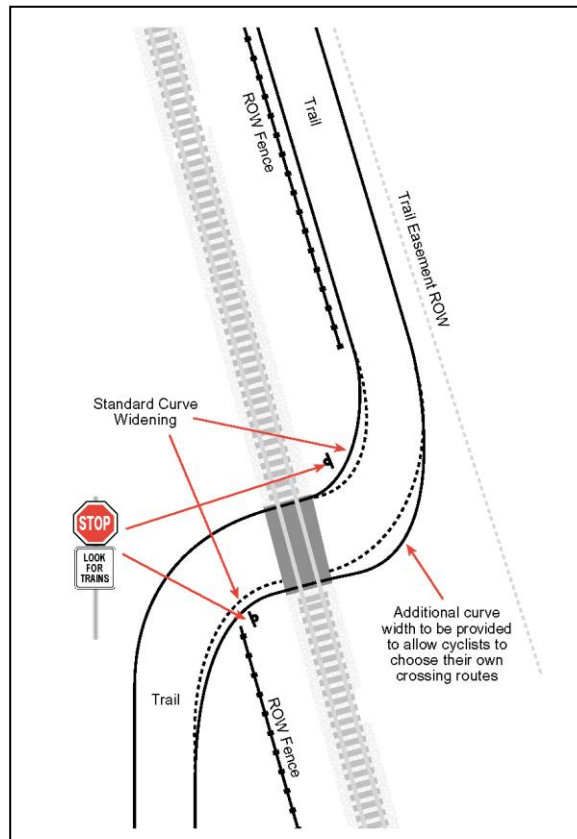 ROW Fence
Trail
Trail Easement ROW
Standard Curve
Widening
STOP
LOOK
FOR
TRAINS
Additional curve
width to be provided
to allow cyclists to
choose their own
crossing routes
Trail
ROW Fence